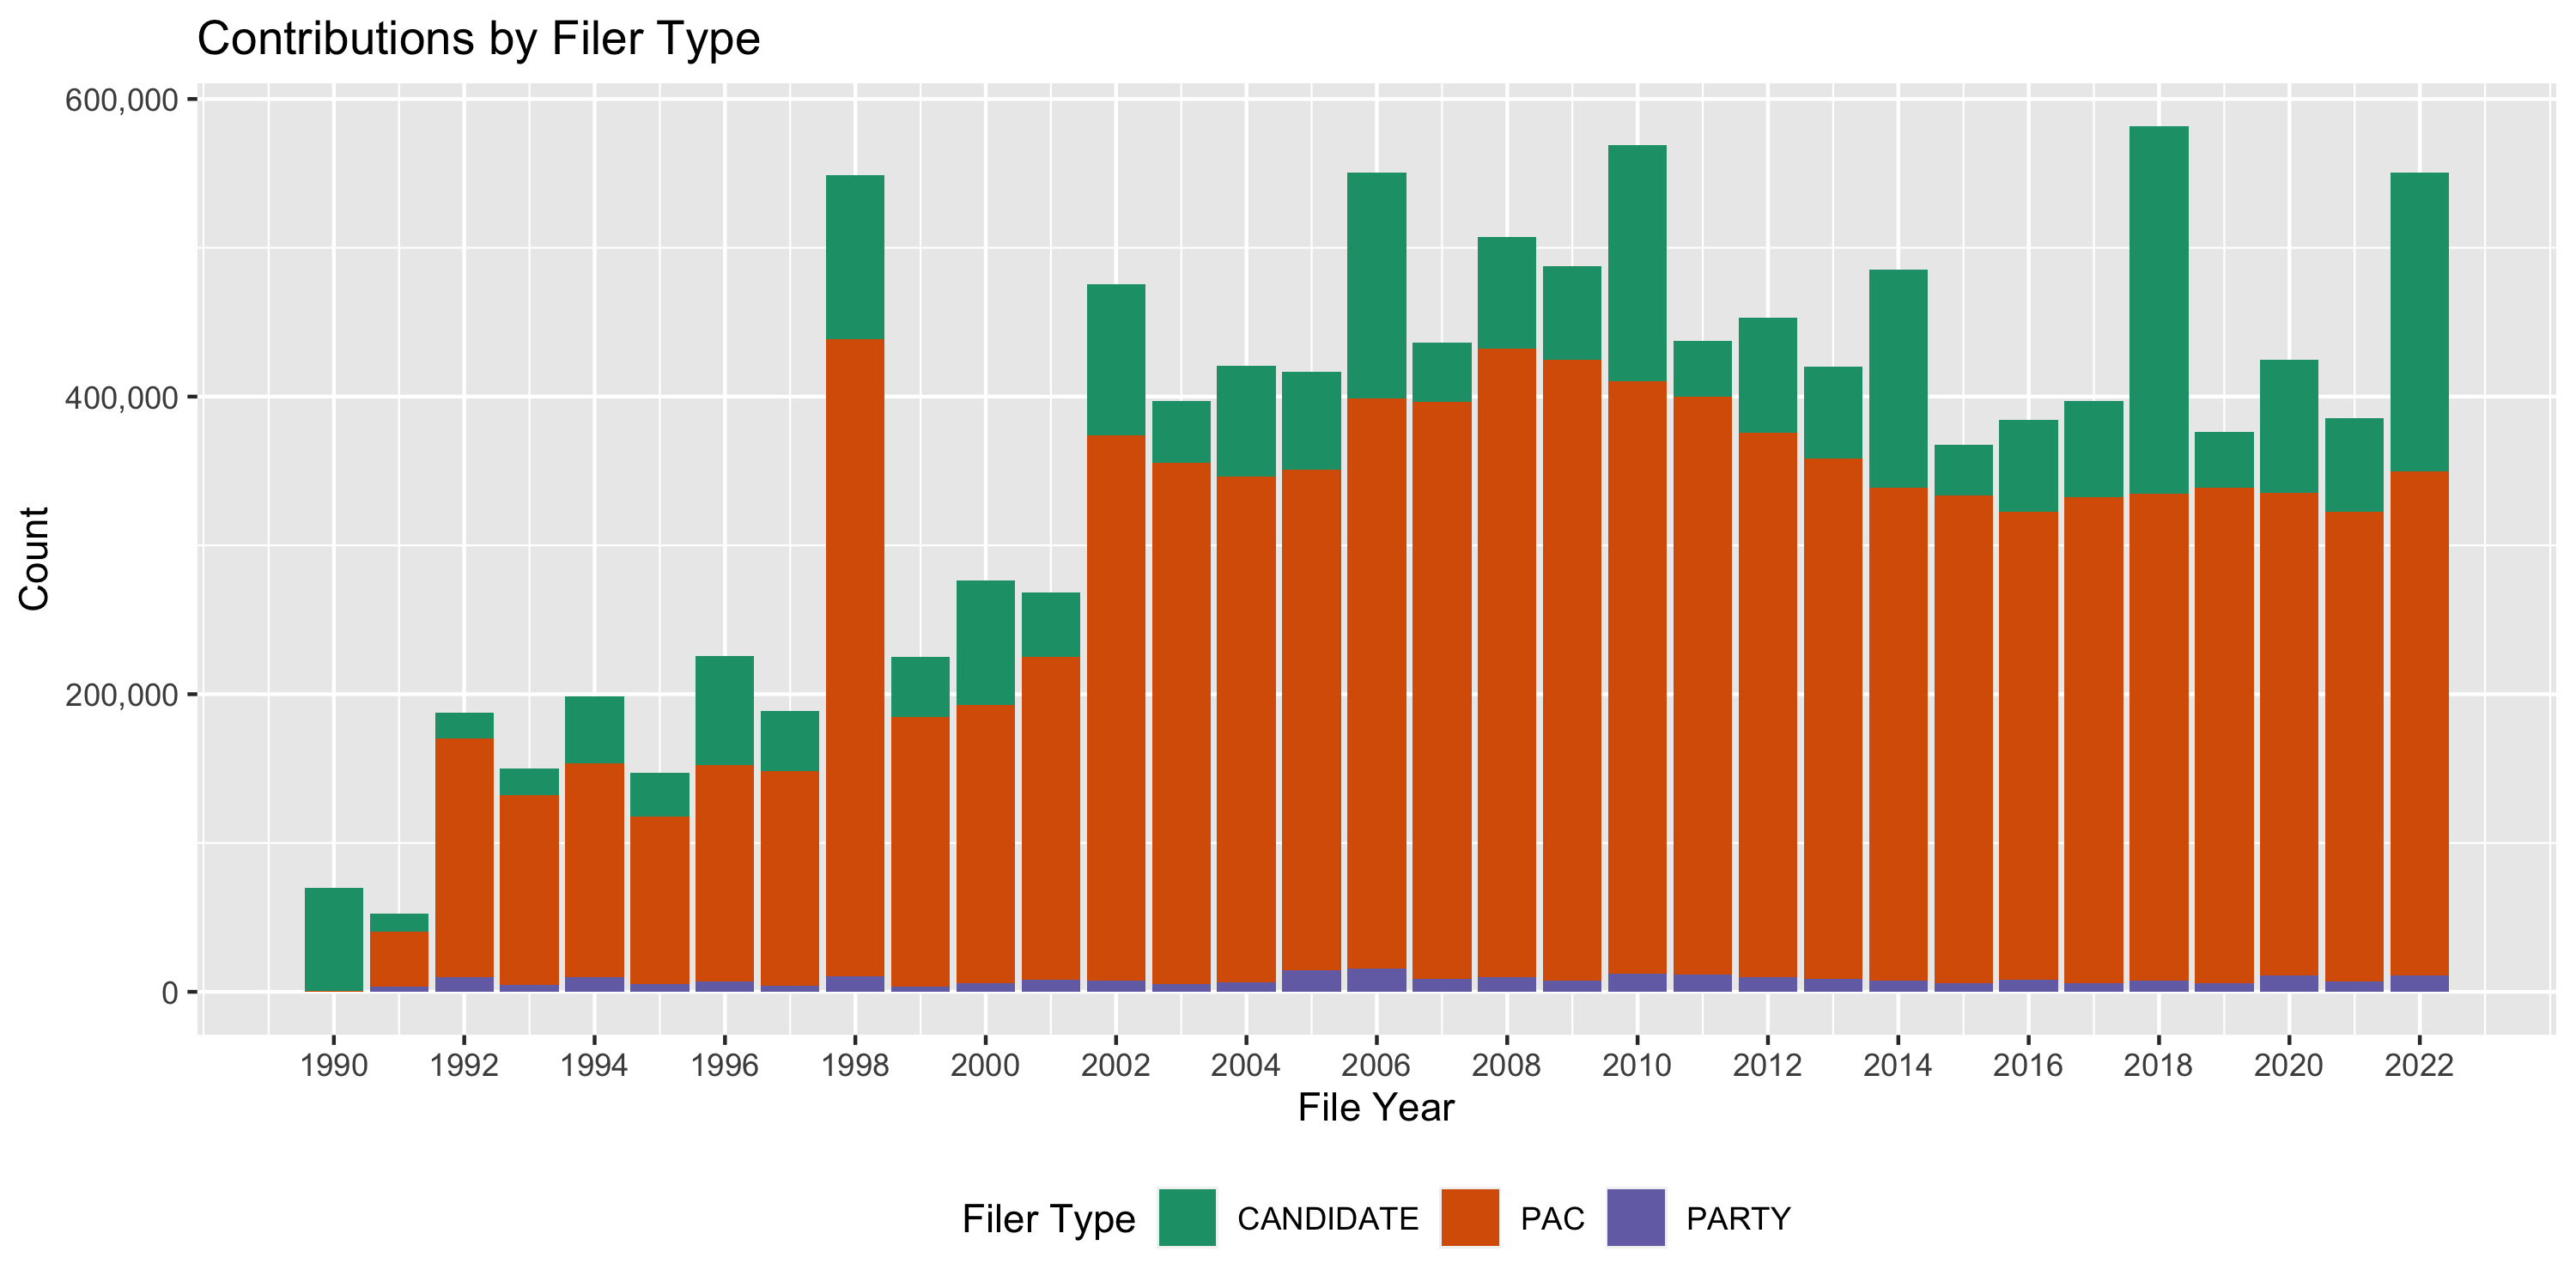 Contributions by Filer Type
600,000
400,000
200,000
0
Count
1990 1992 1994 1996 1998 2000 2002 2004 2006 2008 2010 2012 2014 2016 2018 2020 2022
File Year
Filer Type CANDIDATE PAC PARTY